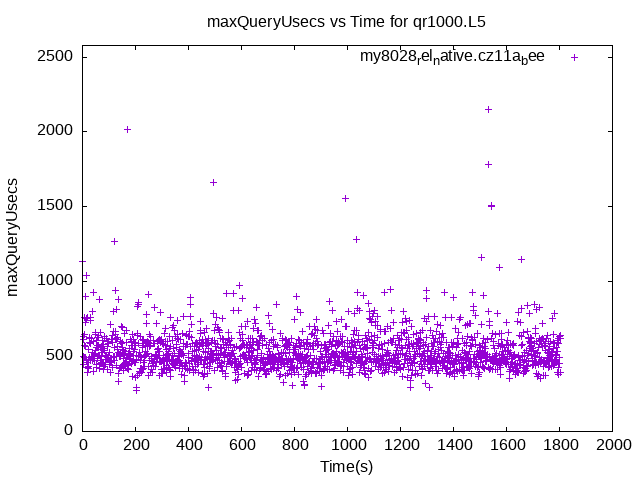 maxQueryUsecs vs Time for qr1000.L5
my8028relnative.cz11abee
2500
2000
1500
1000
500
0
maxQueryUsecs
0 200 400 600 800 1000 1200 1400 1600 1800 2000
Time(s)